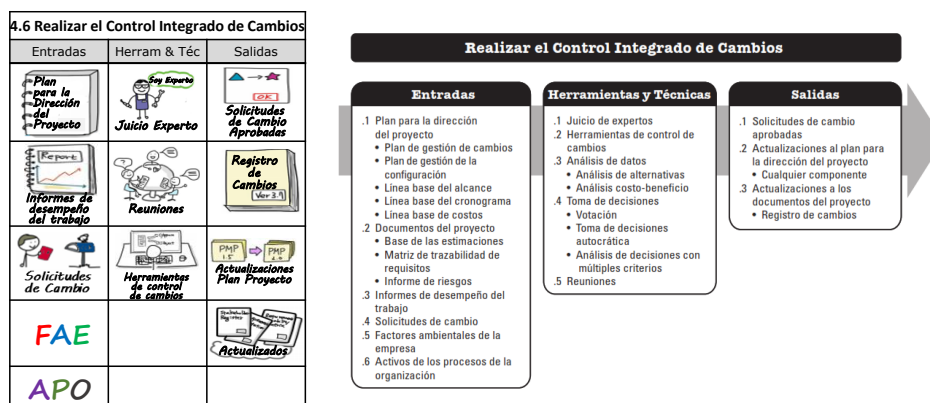 4.6 Realizar el Control Integrado de Cambios
Entradas
Herram & Téc
Salidas
Plan
para la
Dirección
del
Proyecto
Soy Experto
Juicio Experto
OK
Solicitudes
de Cambio
Aprobadas
Report
Informes de
desempeño
del trabajo
Reuniones
Registro
de
Cambios
Ver 3.9
Solicitudes
de Cambio
Herramientas
de control
de cambios
PMP
1.5
PMP
Actualizaciones
Plan Proyecto
FAE
Actualizados
APO
Realizar el Control Integrado de Cambios
Entradas
.1 Plan para la dirección
del proyecto
• Plan de gestión de cambios
• Plan de gestión de la
configuración
• Línea base del alcance
• Línea base del cronograma
• Línea base de costos
.2 Documentos del proyecto
• Base de las estimaciones
• Matriz de trazabilidad de
requisitos
• Informe de riesgos
.3 Informes de desempeño del
trabajo
.4 Solicitudes de cambio
.5 Factores ambientales de la
empresa
.6 Activos de los procesos de la
organización
Herramientas y Técnicas
.1 Juicio de expertos
.2 Herramientas de control de
cambios
.3 Análisis de datos
• Análisis de alternativas
• Análisis costo-beneficio
.4 Toma de decisiones
• Votación
• Toma de decisiones
autocrática
• Análisis de decisiones con
múltiples criterios
.5 Reuniones
Salidas
.1 Solicitudes de cambio
aprobadas
.2 Actualizaciones al plan para
la dirección del proyecto
• Cualquier componente
.3 Actualizaciones a los
documentos del proyecto
• Registro de cambios